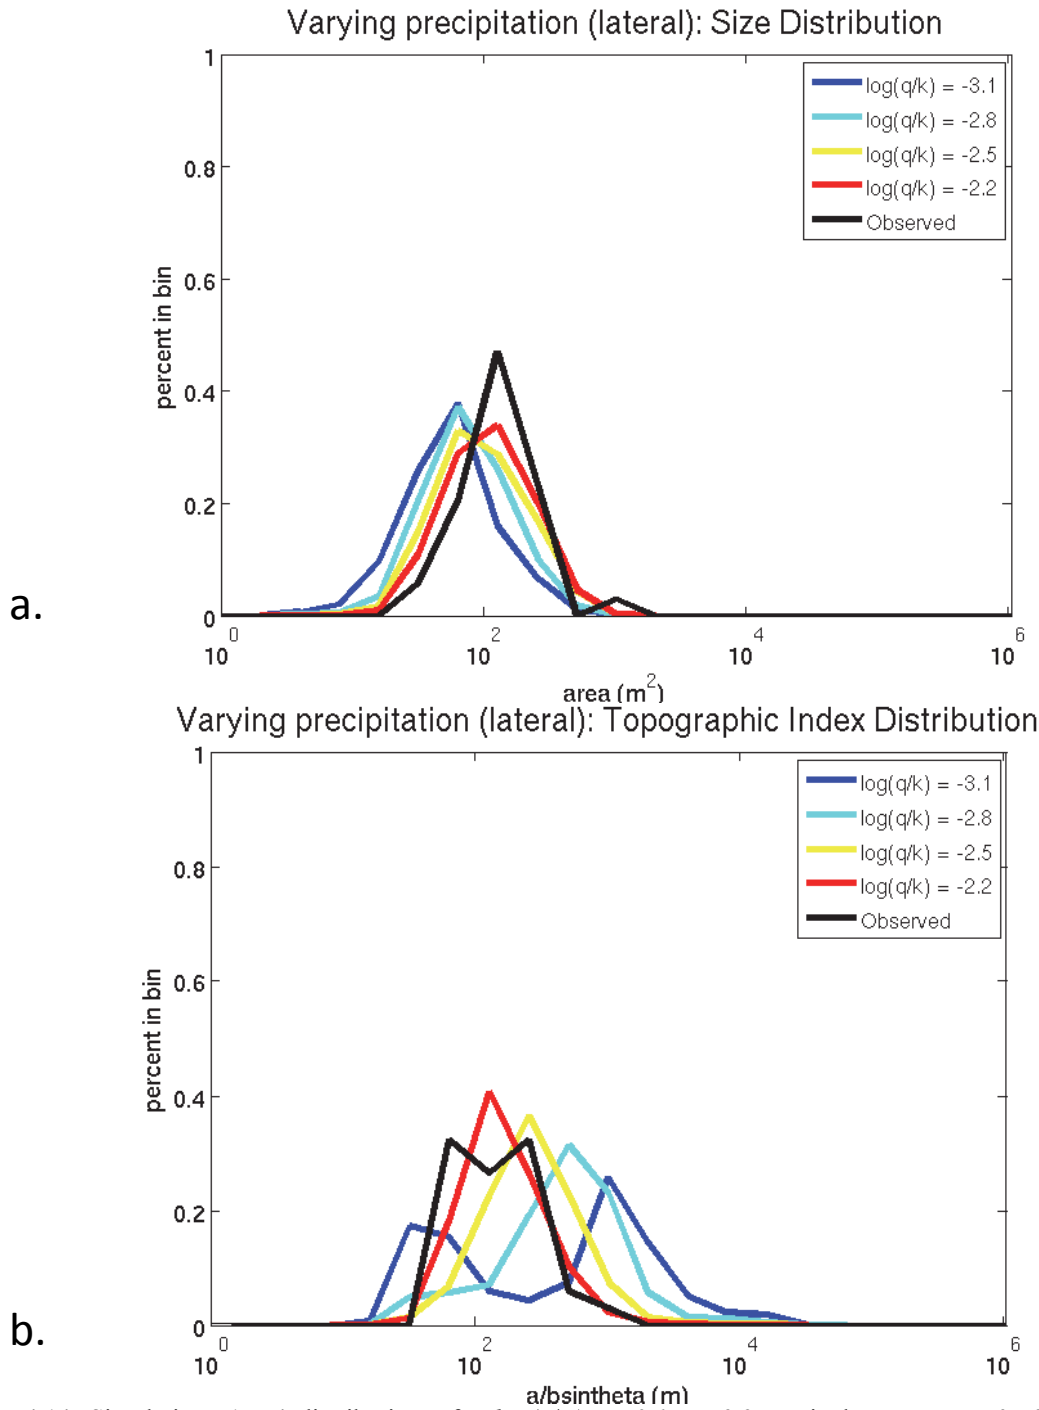 Varying precipitation (lateral): Size Distribution
1
0.8
0.6
0.4
0.2
0
percent in bin
log(q/k) = -3.1
log(q/k) = -2.8
log(q/k) = -2.5
log(q/k) = -2.2
Observed
a.
10^0 10^2 10^4 10^6
area (m^2)
Varying precipitation (lateral): Topographic Index Distribution
1
0.8
0.6
0.4
0.2
0
percent in bin
log(q/k) = -3.1
log(q/k) = -2.8
log(q/k) = -2.5
log(q/k) = -2.2
Observed
b.
10^0 10^2 10^4 10^6
a/bsintheta (m)